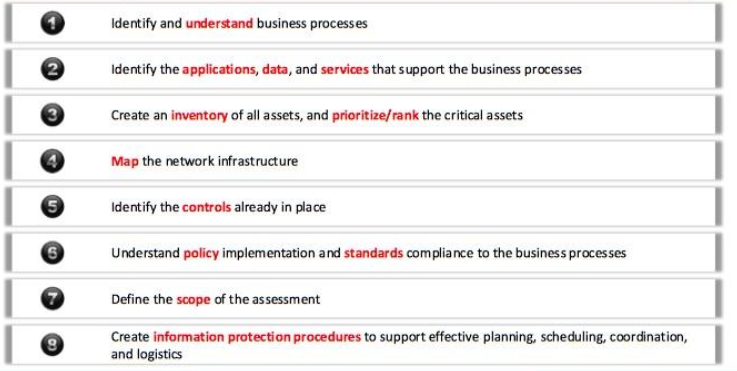 1 Identify and understand business processes
2 Identify the applications, data, and services that support the business processes
3 Create an inventory of all assets, and prioritize/rank the critical assets
4 Map the network infrastructure
5 Identify the controls already in place
6 Understand policy implementation and standards compliance to the business processes
7 Define the scope of the assessment
8 Create information protection procedures to support effective planning, scheduling, coordination,
and logistics